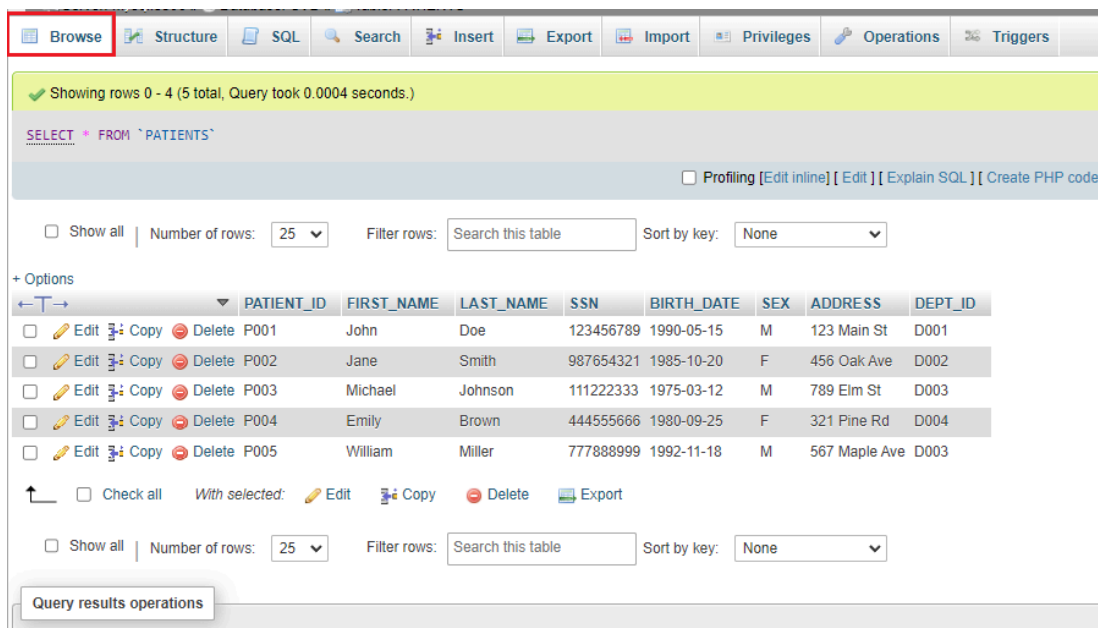 Browse Structure SQL Search Insert Export Import Privileges Operations Triggers
Showing rows 0 - 4 (5 total, Query took 0.0004 seconds.)
SELECT * FROM `PATIENTS`
Profiling [Edit inline] [ Edit ] [ Explain SQL ] [ Create PHP code
Show all | Number of rows: 25 Filter rows: Search this table Sort by key: None
+ Options
←T→ PATIENT_ID FIRST_NAME LAST_NAME SSN BIRTH_DATE SEX ADDRESS DEPT_ID
Edit Copy Delete P001 John Doe 123456789 1990-05-15 M 123 Main St D001
Edit Copy Delete P002 Jane Smith 987654321 1985-10-20 F 456 Oak Ave D002
Edit Copy Delete P003 Michael Johnson 111222333 1975-03-12 M 789 Elm St D003
Edit Copy Delete P004 Emily Brown 444555666 1980-09-25 F 321 Pine Rd D004
Edit Copy Delete P005 William Miller 777888999 1992-11-18 M 567 Maple Ave D003
Check all With selected: Edit Copy Delete Export
Show all | Number of rows: 25 Filter rows: Search this table Sort by key: None
Query results operations